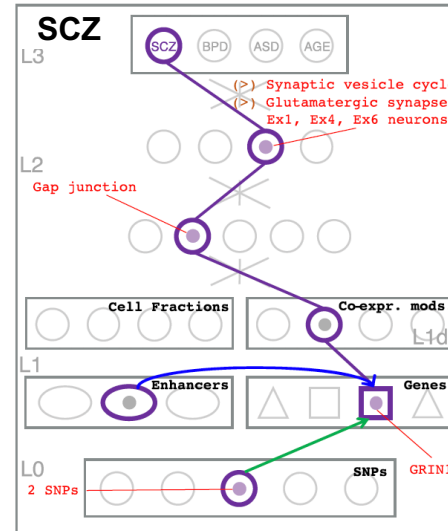 SCZ
SCZ BPD ASD AGE
L3
(>) Synaptic vesicle cycl
(>) Glutamatergic synapse
Ex1, Ex4, Ex6 neurons
L2
Gap junction
Cell Fractions
Co-expr. mods
L1d
L1
Enhancers
Genes
L0
SNPs
GRIN1
2 SNPs